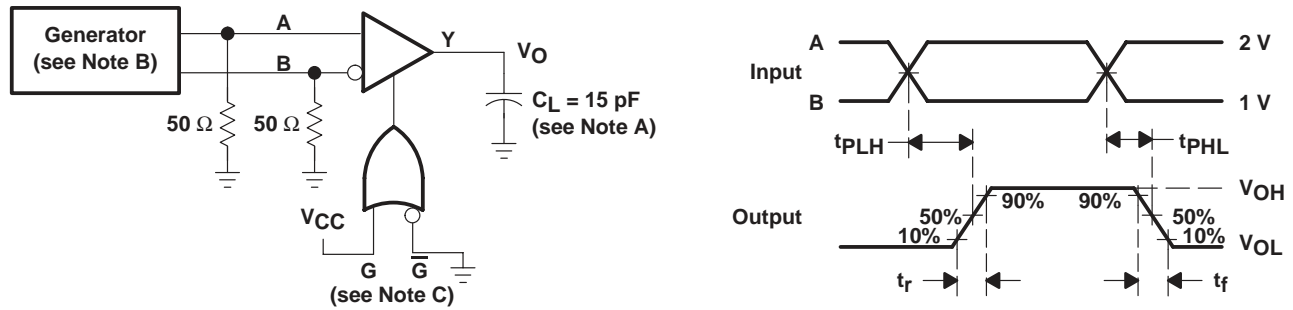 Generator
(see Note B)
A
B
Y
VO
50 Ω
50 Ω
CL = 15 pF
(see Note A)
VCC
G
G̅
(see Note C)
A
Input
B
2 V
1 V
tPLH
tPHL
Output
50%
10%
90%
90%
50%
10%
VOH
VOL
tr
tf